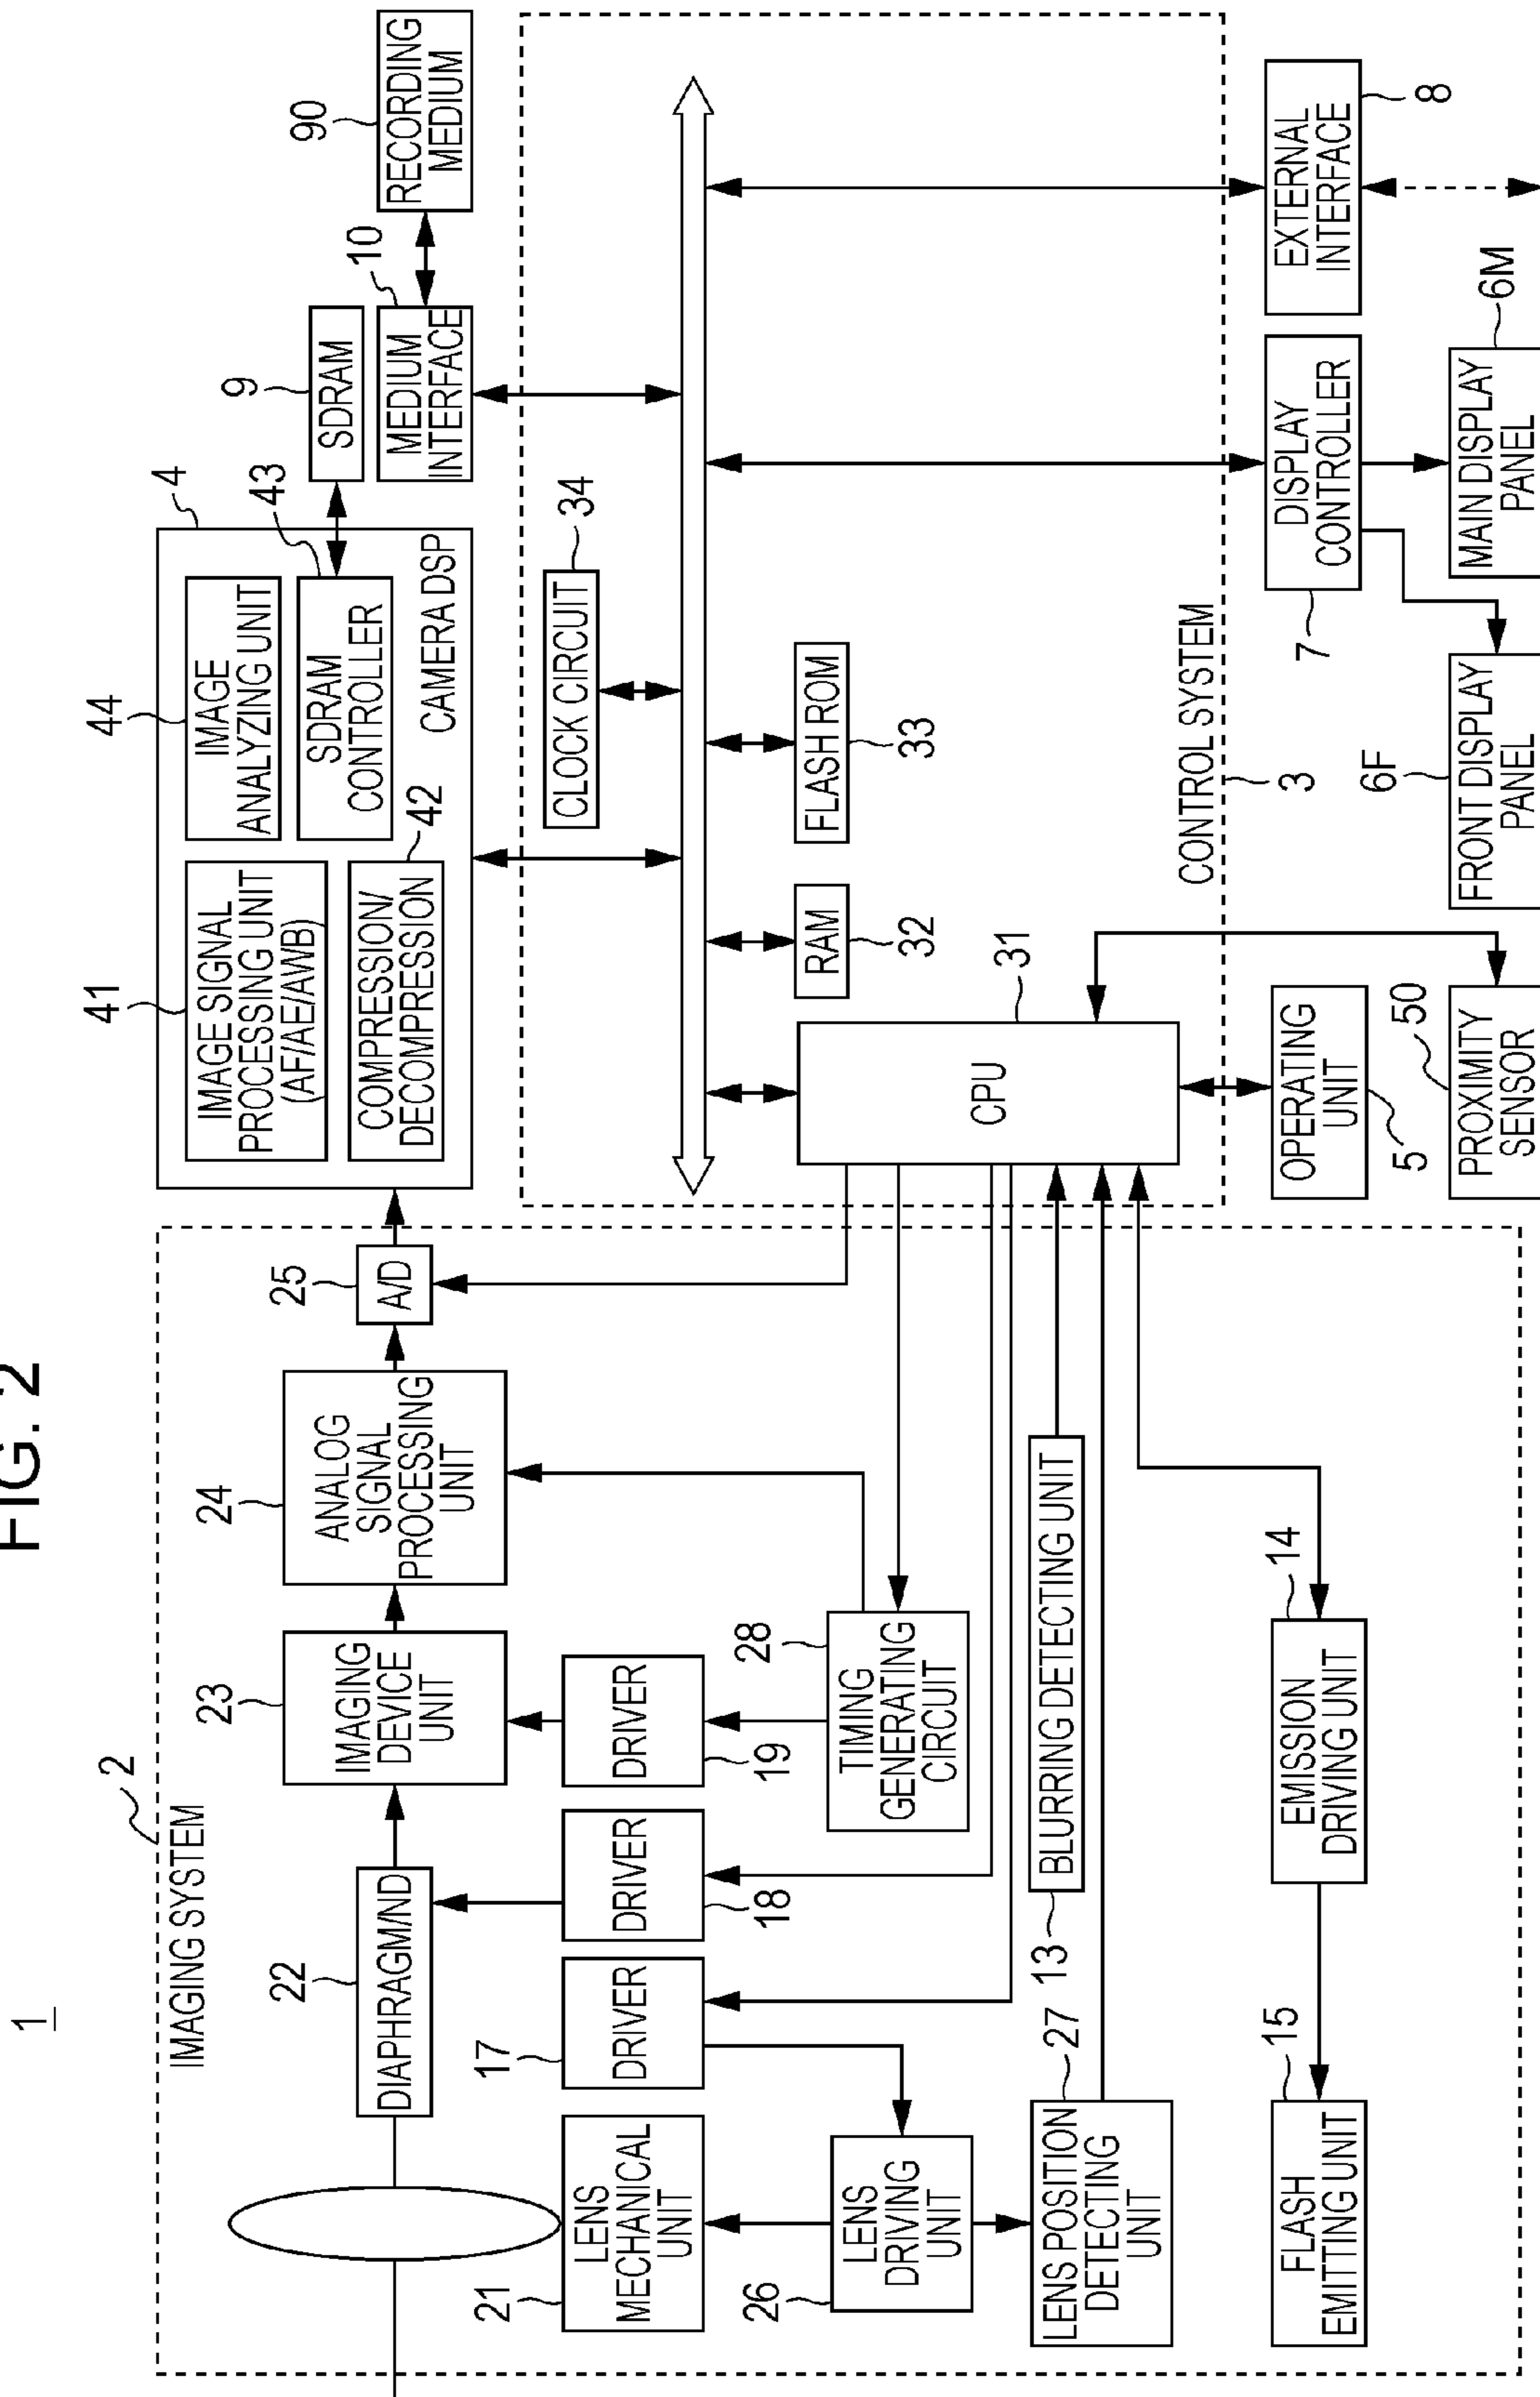 FIG. 2
1
2
IMAGING SYSTEM
22
DIAPHRAGM/ND
23
IMAGING
DEVICE
UNIT
24
ANALOG
SIGNAL
PROCESSING
UNIT
25
A/D
21
LENS
MECHANICAL
UNIT
17
DRIVER
DRIVER
18
DRIVER
19
26
LENS
DRIVING
UNIT
28
TIMING
GENERATING
CIRCUIT
LENS POSITION
DETECTING
UNIT
27
13
BLURRING DETECTING UNIT
FLASH
EMITTING UNIT
15
EMISSION
DRIVING UNIT
14
4
41
IMAGE SIGNAL
PROCESSING UNIT
(AF/AE/AWB)
44
IMAGE
ANALYZING UNIT
COMPRESSION/
DECOMPRESSION
42
SDRAM
CONTROLLER
43
CAMERA DSP
9
SDRAM
10
MEDIUM
INTERFACE
90
RECORDING
MEDIUM
CLOCK CIRCUIT
34
CPU
31
RAM
32
FLASH ROM
33
CONTROL SYSTEM
3
OPERATING
UNIT
5
PROXIMITY
SENSOR
50
DISPLAY
CONTROLLER
7
EXTERNAL
INTERFACE
8
FRONT DISPLAY
PANEL
6F
MAIN DISPLAY
PANEL
6M